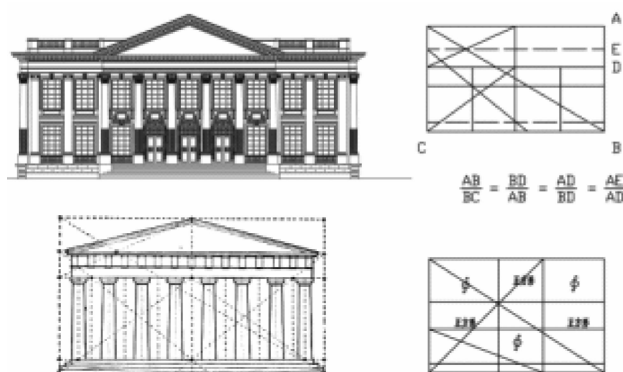 A
E
D
C B
AB/BC = BD/AB = AD/BD = AE/AD
ϕ ϕ
ϕ